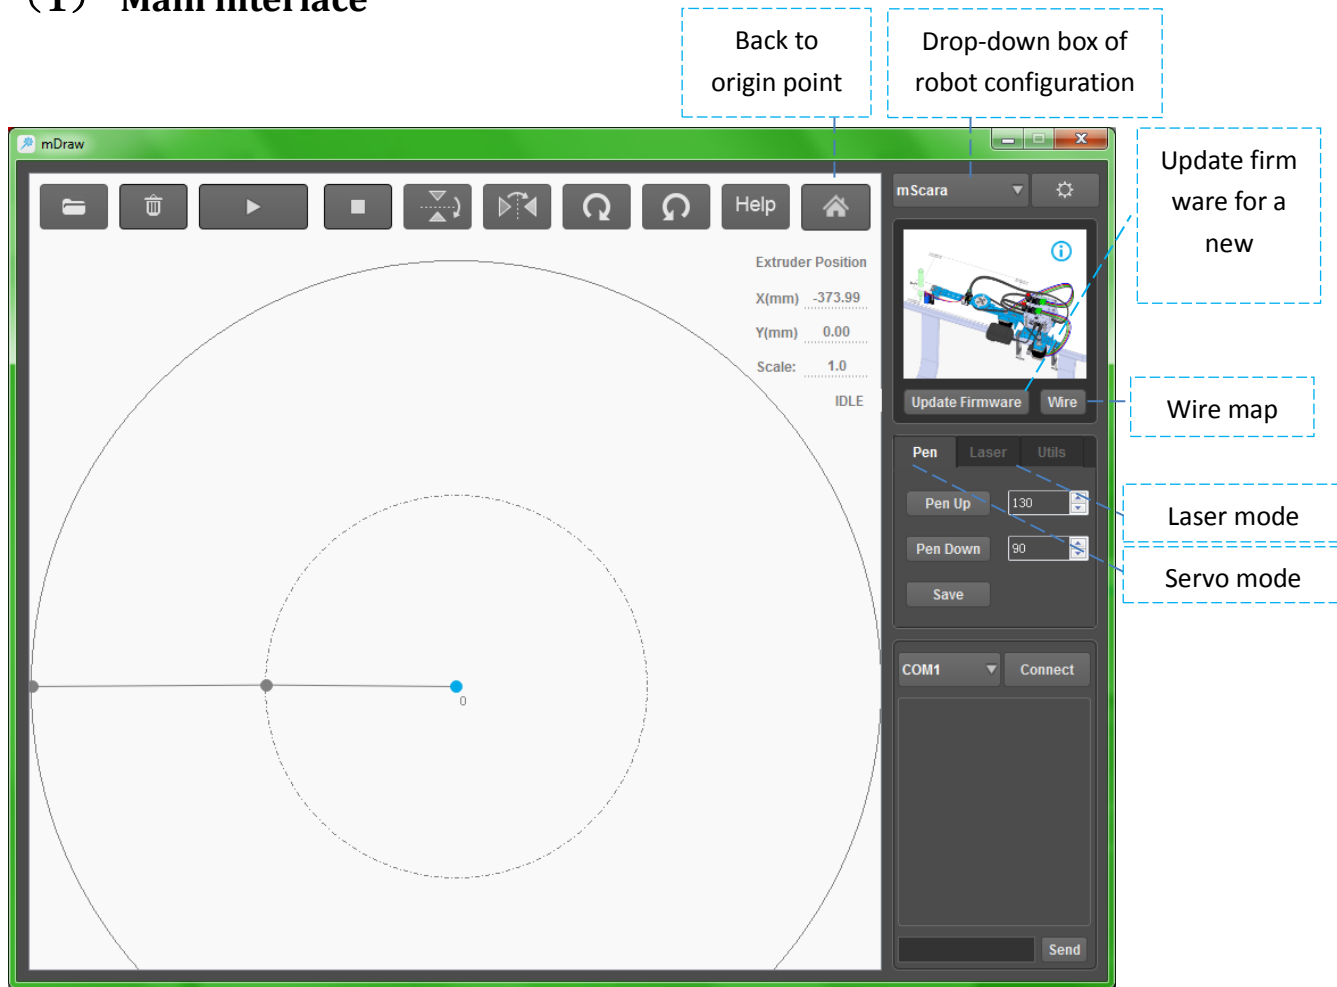 （1） Main interface
Back to
origin point
Drop-down box of
robot configuration
mDraw
Update firm
ware for a
new
mScara
Help
Extruder Position
X(mm) -373.99
Y(mm) 0.00
Scale: 1.0
IDLE
Update Firmware Wire
Wire map
Pen Laser Utils
Pen Up 130
Laser mode
Pen Down 90
Servo mode
Save
COM1 Connect
0
Send